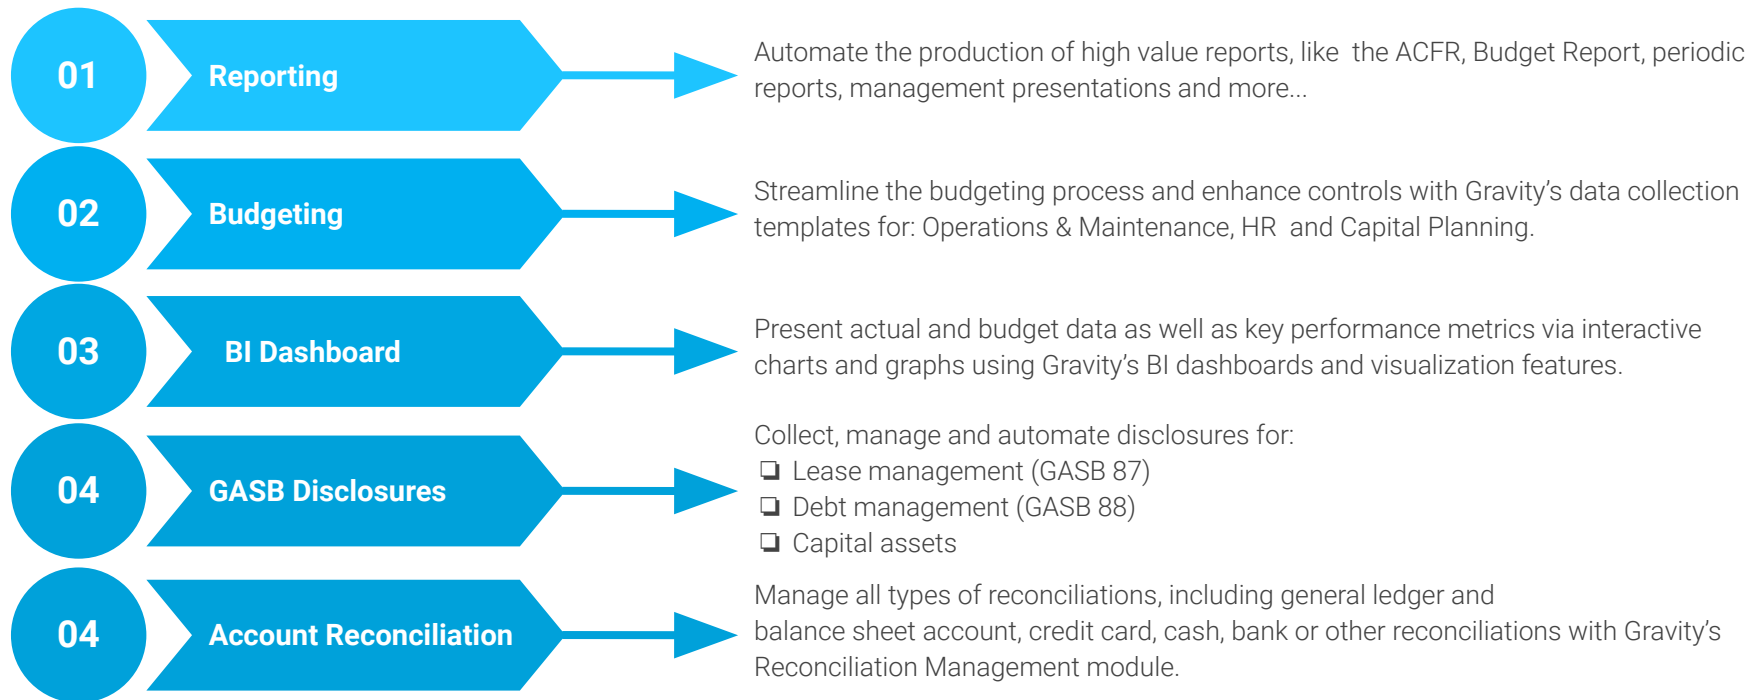 01
Reporting
Automate the production of high value reports, like  the ACFR, Budget Report, periodic
reports, management presentations and more...
02
Budgeting
Streamline the budgeting process and enhance controls with Gravity’s data collection
templates for: Operations & Maintenance, HR  and Capital Planning.
03
BI Dashboard
Present actual and budget data as well as key performance metrics via interactive
charts and graphs using Gravity’s BI dashboards and visualization features.
04
GASB Disclosures
Collect, manage and automate disclosures for:
❏ Lease management (GASB 87)
❏ Debt management (GASB 88)
❏ Capital assets
04
Account Reconciliation
Manage all types of reconciliations, including general ledger and
balance sheet account, credit card, cash, bank or other reconciliations with Gravity’s
Reconciliation Management module.